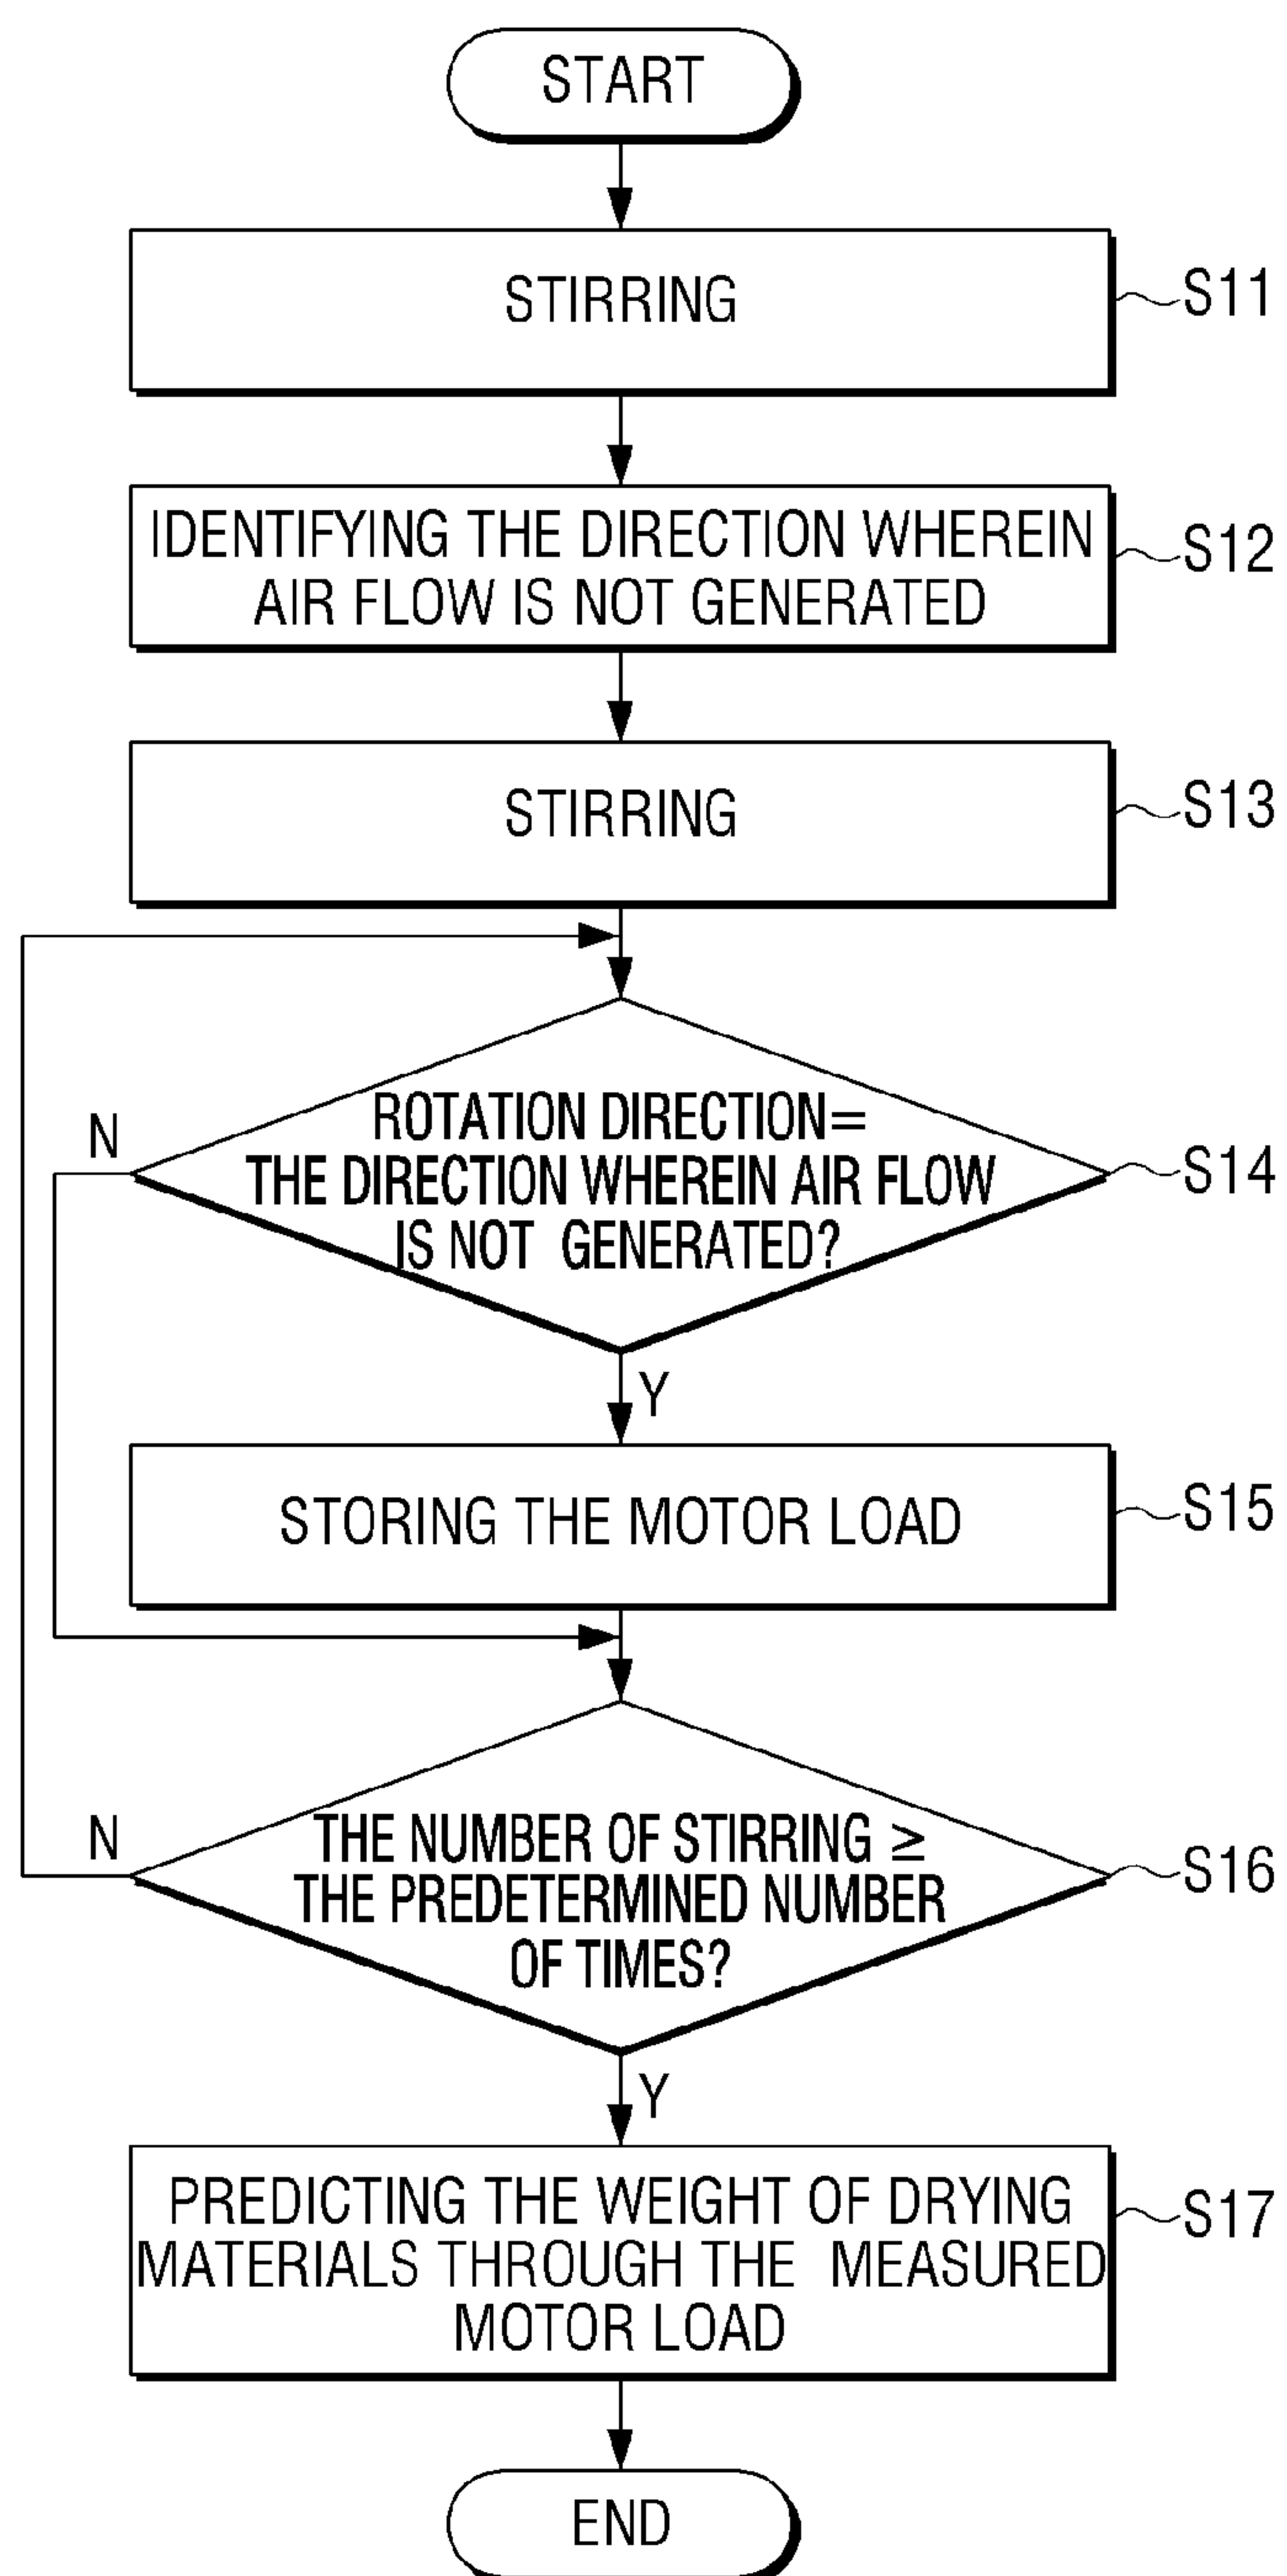 START
STIRRING
S11
IDENTIFYING THE DIRECTION WHEREIN
AIR FLOW IS NOT GENERATED
S12
STIRRING
S13
ROTATION DIRECTION=
THE DIRECTION WHEREIN AIR FLOW
IS NOT GENERATED?
N
S14
Y
STORING THE MOTOR LOAD
S15
THE NUMBER OF STIRRING ≥
THE PREDETERMINED NUMBER
OF TIMES?
N
S16
Y
PREDICTING THE WEIGHT OF DRYING
MATERIALS THROUGH THE MEASURED
MOTOR LOAD
S17
END